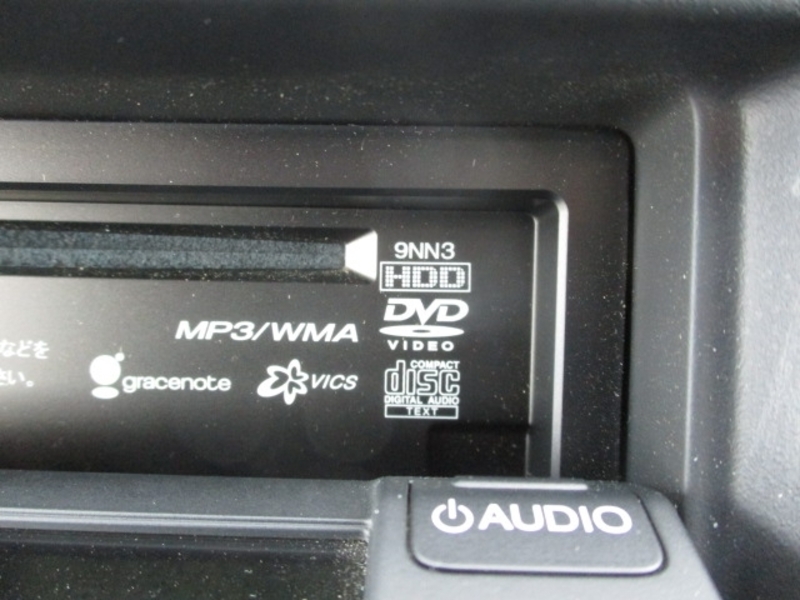 9NN3
HDD
DVD
VIDEO
MP3/WMA
などを
さい。
gracenote
VICS
COMPACT
disc
DIGITAL AUDIO
TEXT
AUDIO